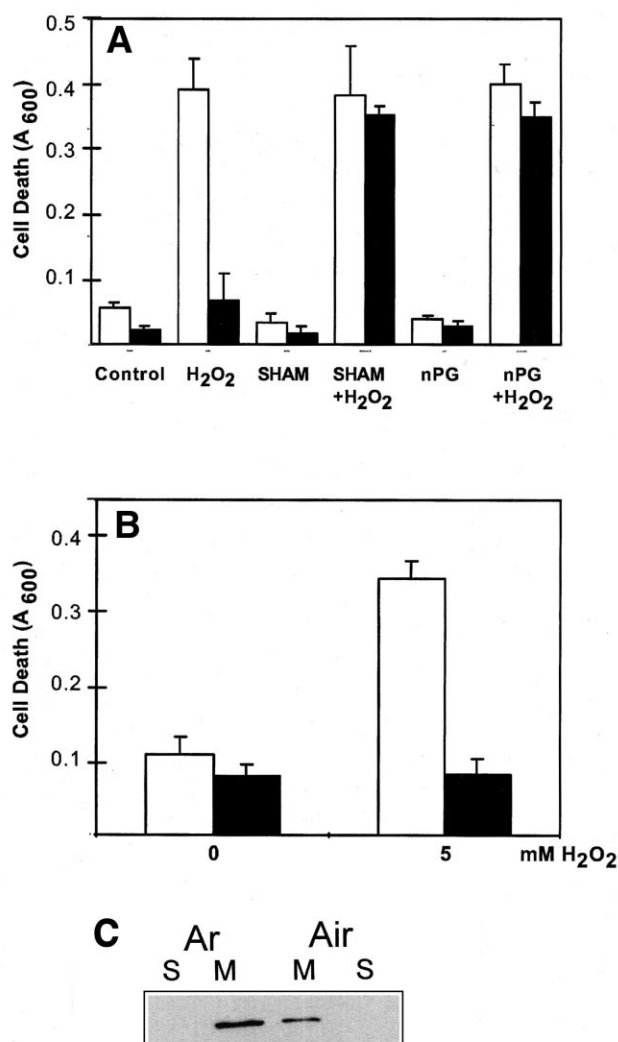 A
Cell Death (A 600)
0.5
0.4
0.3
0.2
0.1
Control H2O2 SHAM SHAM nPG nPG
+H2O2 +H2O2
B
Cell Death (A 600)
0.4
0.3
0.2
0.1
0 5 mM H2O2
C
Ar Air
S M M S